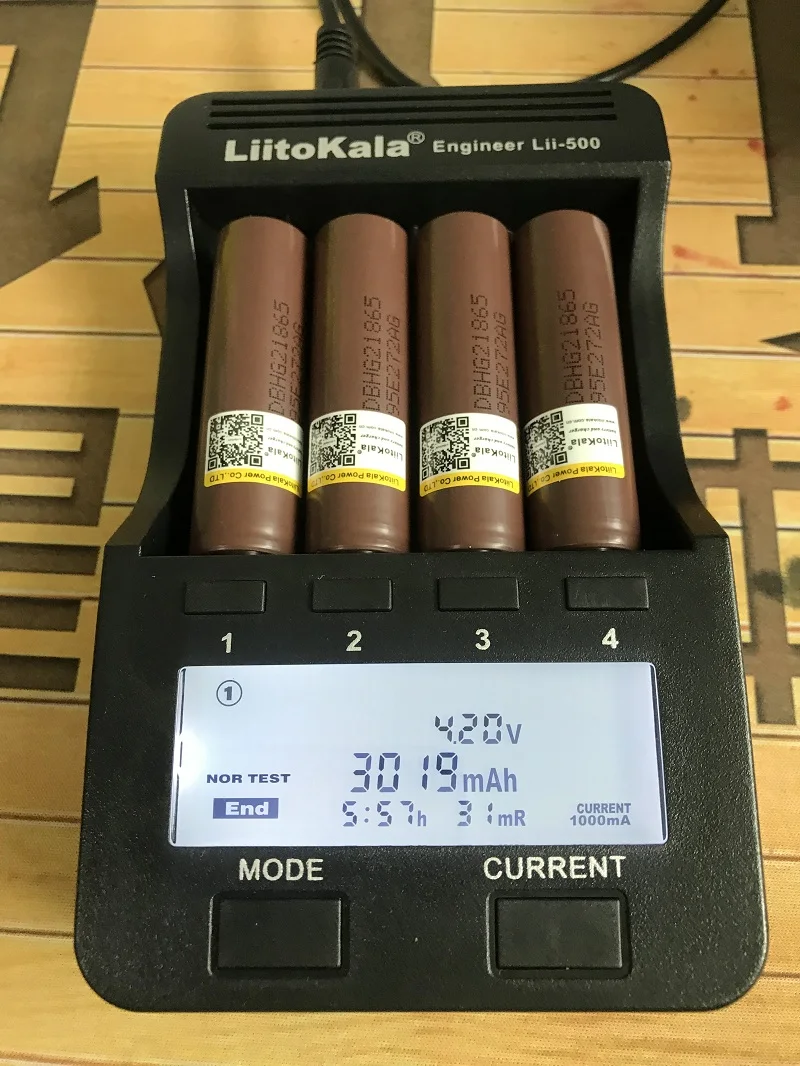 LiitoKala® Engineer Lii-500
DBHG21865
95E272AG
LiitoKala®
LiitoKala Power Co.,LTD
DBHG21865
95E272AG
LiitoKala®
LiitoKala Power Co.,LTD
DBHG21865
95E272AG
LiitoKala®
LiitoKala Power Co.,LTD
DBHG21865
95E272AG
LiitoKala®
LiitoKala Power Co.,LTD
1 2 3 4
①
4.20V
NOR TEST 3019mAh
End 5:57h 31mR CURRENT 1000mA
MODE CURRENT